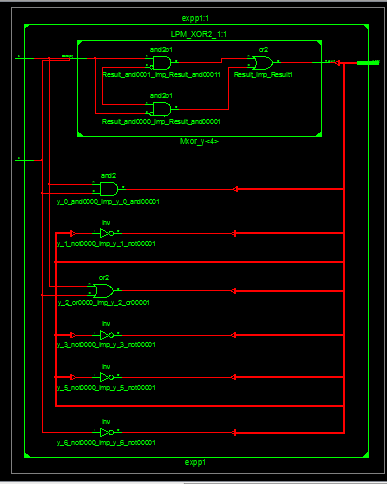 expp1:1
LPM_XOR2_1:1
and2b1
or2
Result_and0001_imp_Result_and00011
Result_imp_Result1
and2b1
Result_and0000_imp_Result_and00001
Mxor_y<4>
and2
y_0_and0000_imp_y_0_and00001
inv
y_1_not0000_imp_y_1_not00001
or2
y_2_or0000_imp_y_2_or00001
inv
y_3_not0000_imp_y_3_not00001
inv
y_5_not0000_imp_y_5_not00001
inv
y_6_not0000_imp_y_6_not00001
expp1